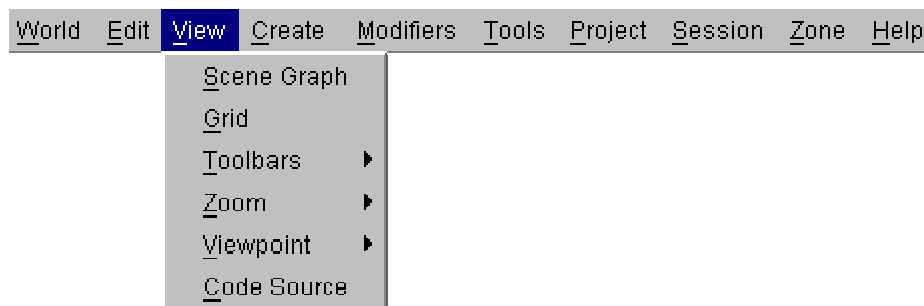 World Edit View Create Modifiers Tools Project Session Zone Help
Scene Graph
Grid
Toolbars
Zoom
Viewpoint
Code Source